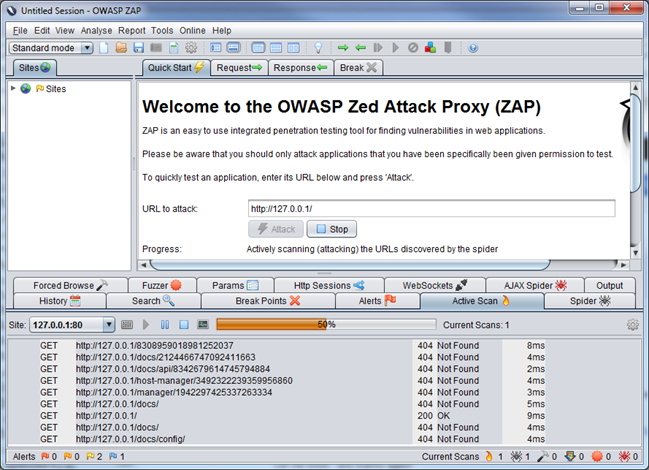 Untitled Session - OWASP ZAP
File Edit View Analyse Report Tools Online Help
Standard mode
Sites Quick Start Request Response Break
Sites
Welcome to the OWASP Zed Attack Proxy (ZAP)
ZAP is an easy to use integrated penetration testing tool for finding vulnerabilities in web applications.
Please be aware that you should only attack applications that you have been specifically been given permission to test.
To quickly test an application, enter its URL below and press 'Attack'.
URL to attack: http://127.0.0.1/
Attack Stop
Progress: Actively scanning (attacking) the URLs discovered by the spider
Forced Browse Fuzzer Params Http Sessions WebSockets AJAX Spider Output
History Search Break Points Alerts Active Scan Spider
Site: 127.0.0.1:80 50% Current Scans: 1
GET http://127.0.0.1/8308959018981252037 404 Not Found 8ms
GET http://127.0.0.1/docs/2124466747092411663 404 Not Found 4ms
GET http://127.0.0.1/docs/api/8342679614745794884 404 Not Found 2ms
GET http://127.0.0.1/host-manager/3492322239359956860 404 Not Found 4ms
GET http://127.0.0.1/manager/1942297425337263334 404 Not Found 3ms
GET http://127.0.0.1/docs/ 404 Not Found 5ms
GET http://127.0.0.1/ 200 OK 9ms
GET http://127.0.0.1/docs/ 404 Not Found 4ms
GET http://127.0.0.1/docs/config/ 404 Not Found 4ms
Alerts 0 0 2 1 Current Scans 1 1 0 0 0 0